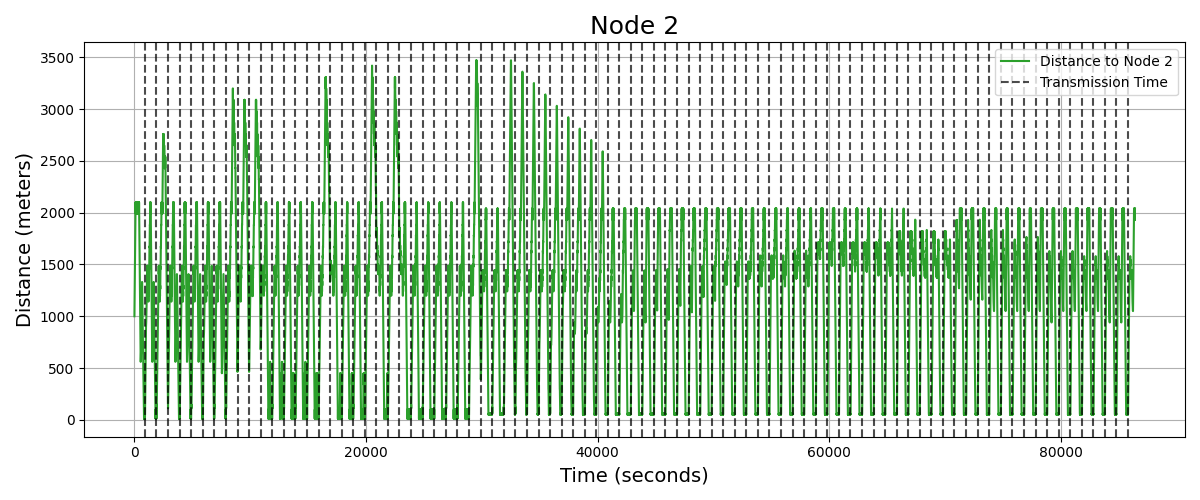 Node 2
Distance (meters)
3500
3000
2500
2000
1500
1000
500
0
Distance to Node 2
Transmission Time
0
20000
40000
60000
80000
Time (seconds)